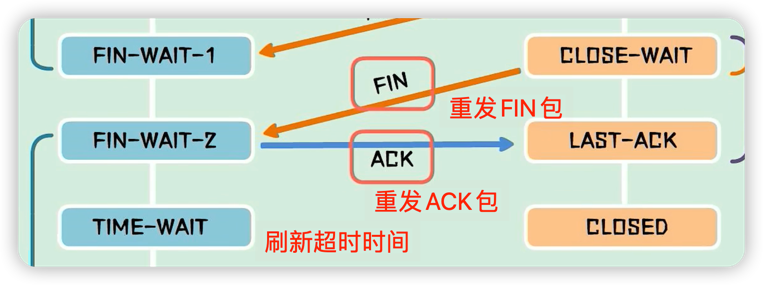 FIN-WAIT-1
CLOSE-WAIT
FIN
重发FIN包
FIN-WAIT-2
LAST-ACK
ACK
重发ACK包
TIME-WAIT
CLOSED
刷新超时时间